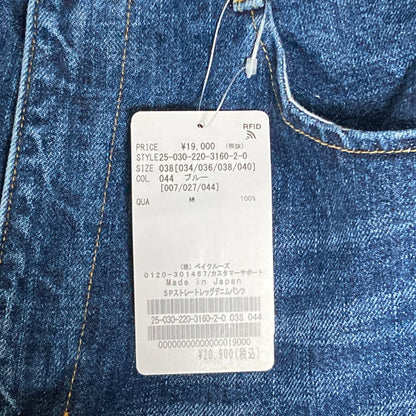 RFID
PRICE ¥19,000 (税抜)
STYLE25-030-220-3160-2-0
SIZE 038[034/036/038/040]
COL 044 ブルー
[007/027/044]
QUA 綿 100%
(株) ベイクルーズ
0120-301457/カスタマーサポート
Made in Japan
5Pストレートレッグデニムパンツ
25-030-220-3160-2-0 038 044
0000000000000019000
¥20,900(税込)